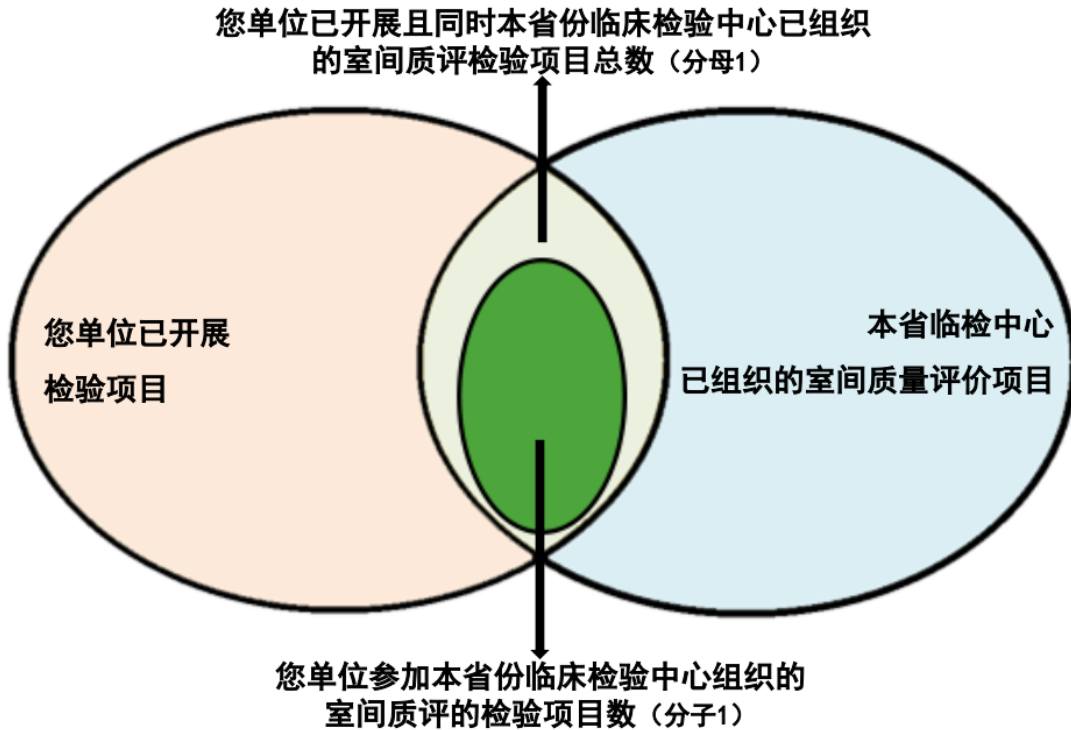 您单位已开展且同时本省份临床检验中心已组织
的室间质评检验项目总数（分母1）
您单位已开展
检验项目
本省临检中心
已组织的室间质量评价项目
您单位参加本省份临床检验中心组织的
室间质评的检验项目数（分子1）